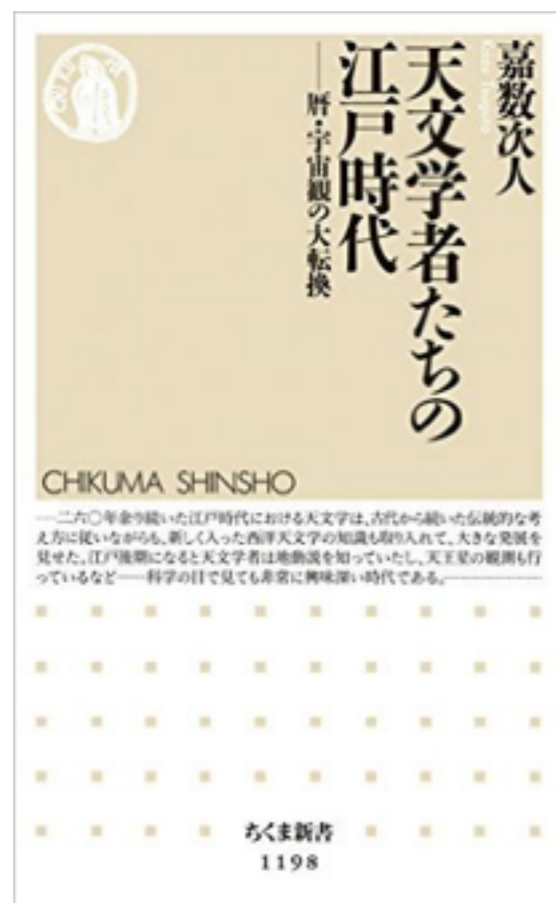 嘉数次人
天文学者たちの
江戸時代
──暦・宇宙観の大転換
CHIKUMA SHINSHO
──二六〇年余り続いた江戸時代における天文学は、古代から続いた伝統的な考
え方に従いながらも、新しく入った西洋天文学の知識も取り入れて、大きな発展を
見せた。江戸後期になると天文学者は地動説を知っていたし、天王星の観測も行
っているなど──科学の目で見ても非常に興味深い時代である。
ちくま新書
1198